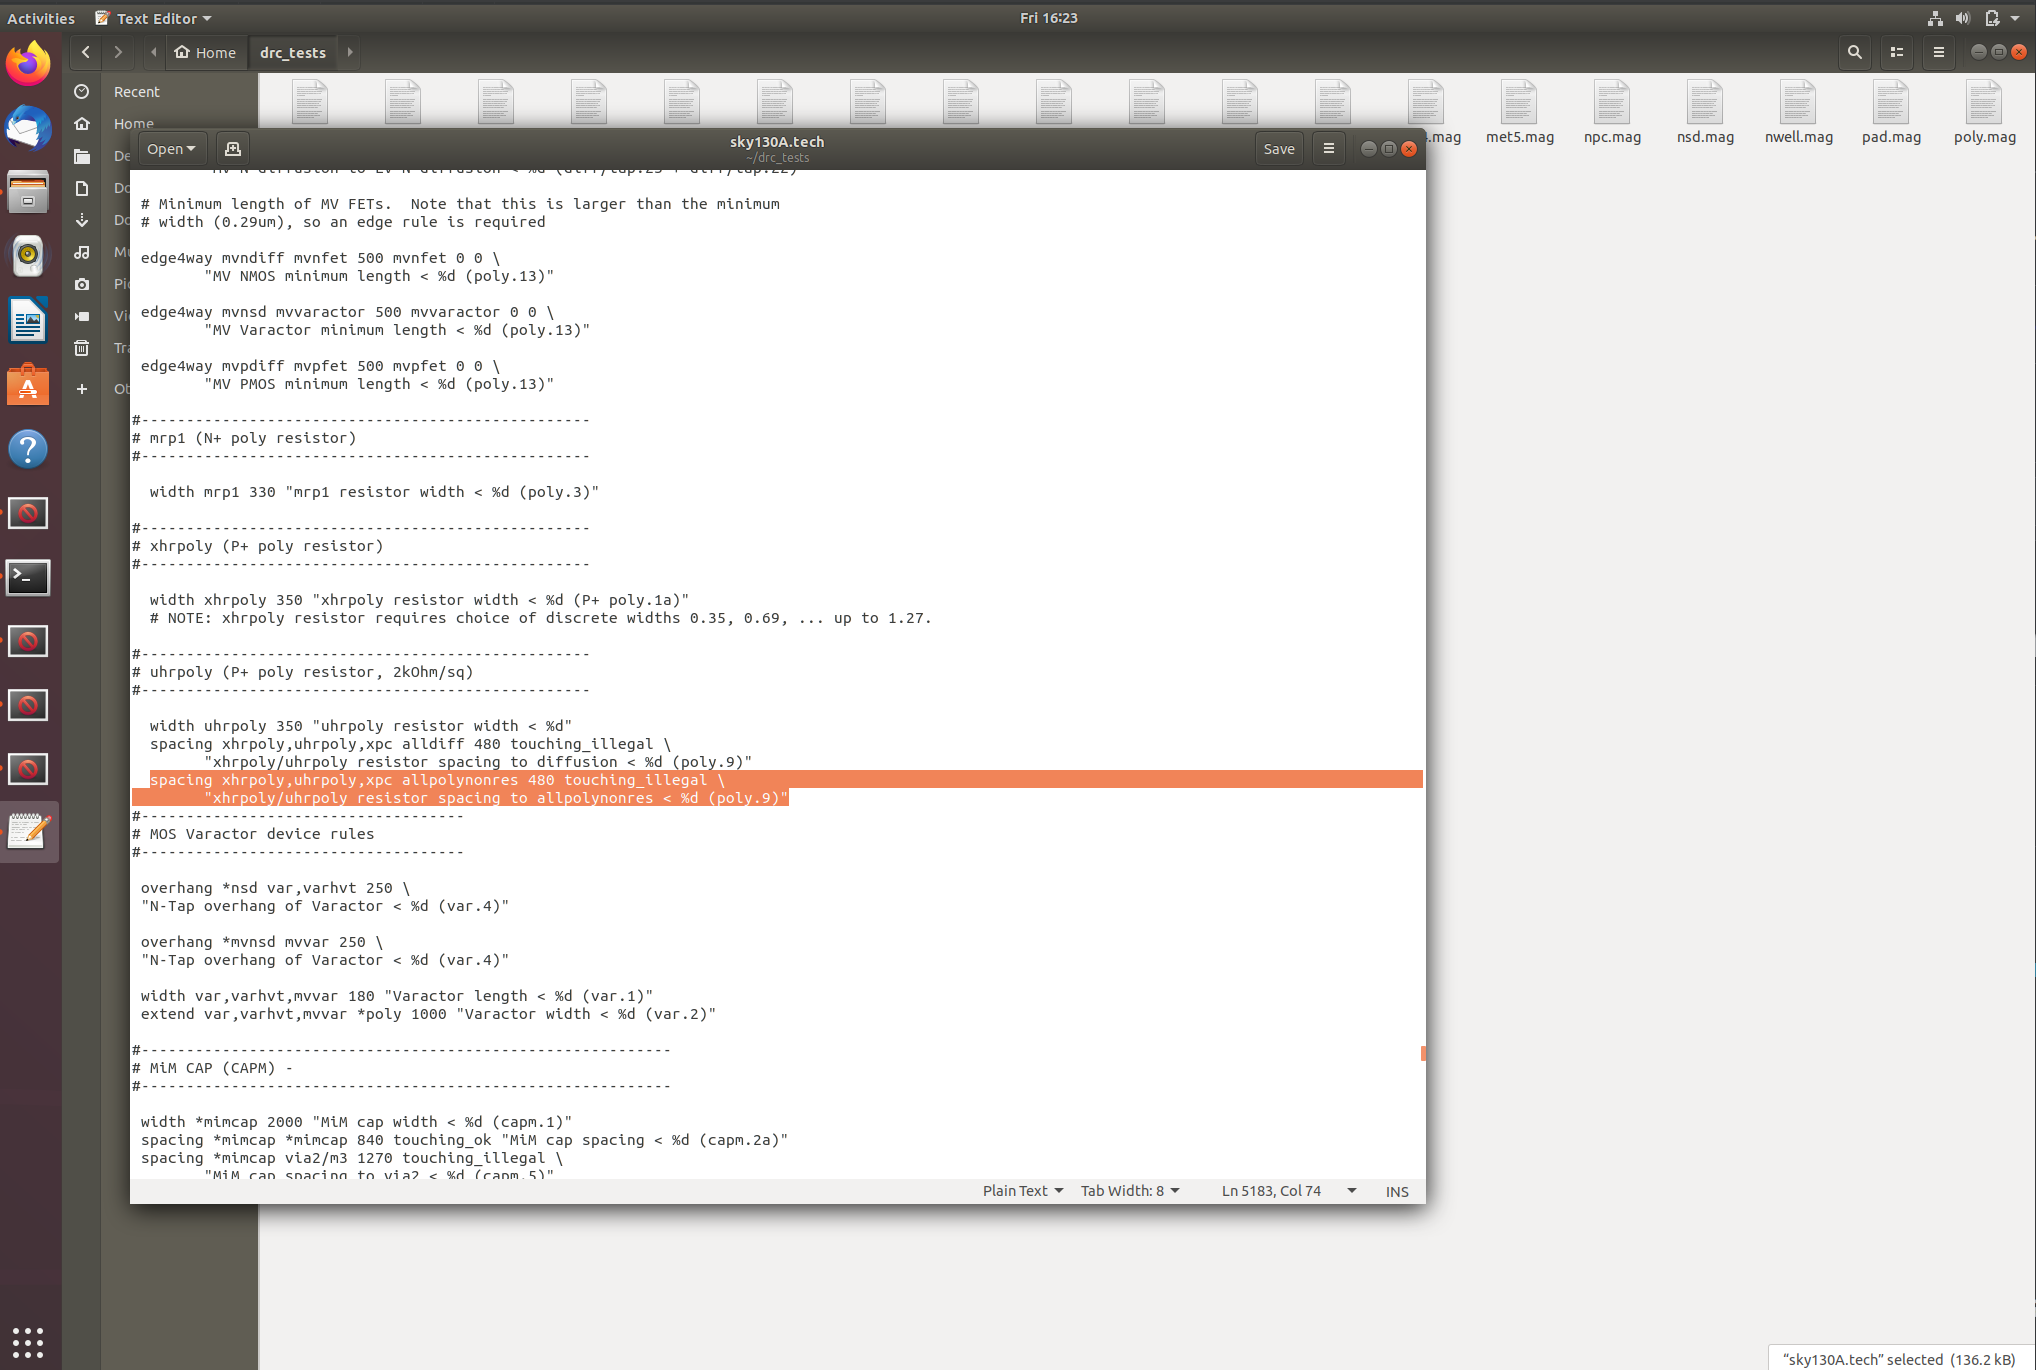 Activities
Text Editor
Fri 16:23
Home
drc_tests
Recent
Home
met5.mag
npc.mag
nsd.mag
nwell.mag
pad.mag
poly.mag
Open
sky130A.tech
~/drc_tests
Save
# Minimum length of MV FETs.  Note that this is larger than the minimum
# width (0.29um), so an edge rule is required
edge4way mvndiff mvnfet 500 mvnfet 0 0 \
"MV NMOS minimum length < %d (poly.13)"
edge4way mvnsd mvvaractor 500 mvvaractor 0 0 \
"MV Varactor minimum length < %d (poly.13)"
edge4way mvpdiff mvpfet 500 mvpfet 0 0 \
"MV PMOS minimum length < %d (poly.13)"
#--------------------------------------------------
# mrp1 (N+ poly resistor)
#--------------------------------------------------
width mrp1 330 "mrp1 resistor width < %d (poly.3)"
#--------------------------------------------------
# xhrpoly (P+ poly resistor)
#--------------------------------------------------
width xhrpoly 350 "xhrpoly resistor width < %d (P+ poly.1a)"
# NOTE: xhrpoly resistor requires choice of discrete widths 0.35, 0.69, ... up to 1.27.
#--------------------------------------------------
# uhrpoly (P+ poly resistor, 2kOhm/sq)
#--------------------------------------------------
width uhrpoly 350 "uhrpoly resistor width < %d"
spacing xhrpoly,uhrpoly,xpc alldiff 480 touching_illegal \
"xhrpoly/uhrpoly resistor spacing to diffusion < %d (poly.9)"
spacing xhrpoly,uhrpoly,xpc allpolynonres 480 touching_illegal \
"xhrpoly/uhrpoly resistor spacing to allpolynonres < %d (poly.9)"
#------------------------------------
# MOS Varactor device rules
#------------------------------------
overhang *nsd var,varhvt 250 \
"N-Tap overhang of Varactor < %d (var.4)"
overhang *mvnsd mvvar 250 \
"N-Tap overhang of Varactor < %d (var.4)"
width var,varhvt,mvvar 180 "Varactor length < %d (var.1)"
extend var,varhvt,mvvar *poly 1000 "Varactor width < %d (var.2)"
#-----------------------------------------------------------
# MiM CAP (CAPM) -
#-----------------------------------------------------------
width *mimcap 2000 "MiM cap width < %d (capm.1)"
spacing *mimcap *mimcap 840 touching_ok "MiM cap spacing < %d (capm.2a)"
spacing *mimcap via2/m3 1270 touching_illegal \
"MiM cap spacing to via2 < %d (capm.5)"
Plain Text
Tab Width: 8
Ln 5183, Col 74
INS
"sky130A.tech" selected (136.2 kB)